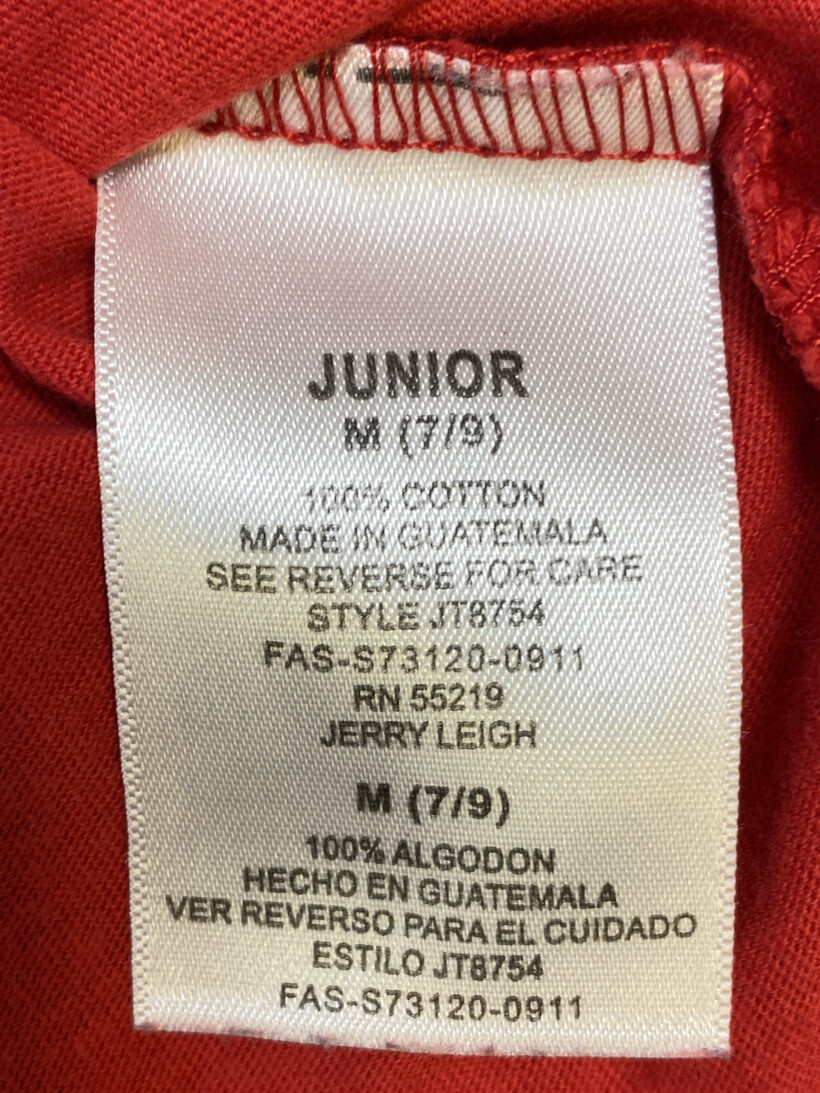 JUNIOR
M (7/9)
100% COTTON
MADE IN GUATEMALA
SEE REVERSE FOR CARE
STYLE JT8754
FAS-S73120-0911
RN 55219
JERRY LEIGH
M (7/9)
100% ALGODON
HECHO EN GUATEMALA
VER REVERSO PARA EL CUIDADO
ESTILO JT8754
FAS-S73120-0911